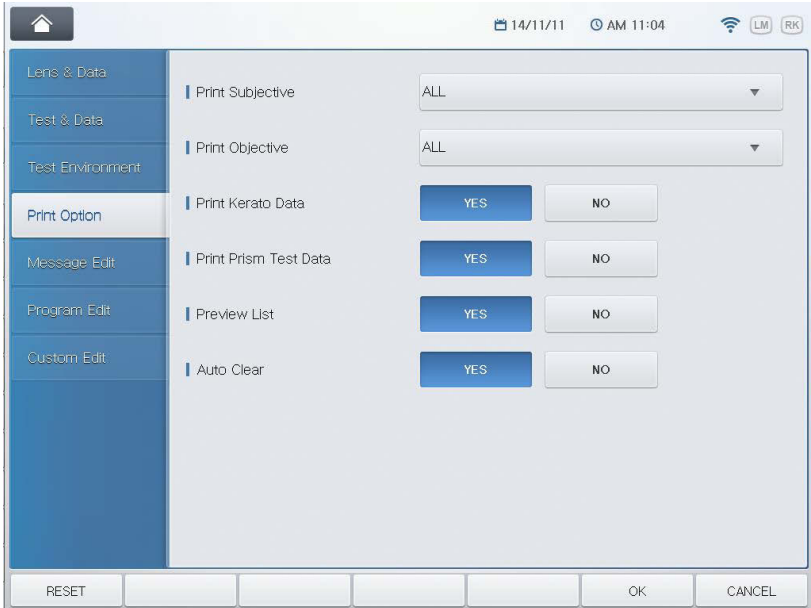 14/11/11 AM 11:04 LM RK
Lens & Data
Test & Data
Test Environment
Print Option
Message Edit
Program Edit
Custom Edit
Print Subjective ALL
Print Objective ALL
Print Kerato Data YES NO
Print Prism Test Data YES NO
Preview List YES NO
Auto Clear YES NO
RESET OK CANCEL